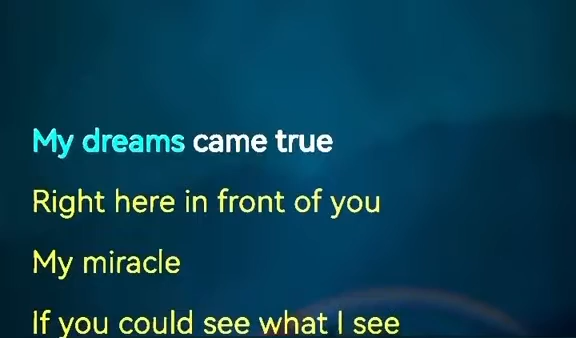 My dreams came true
Right here in front of you
My miracle
If you could see what I see